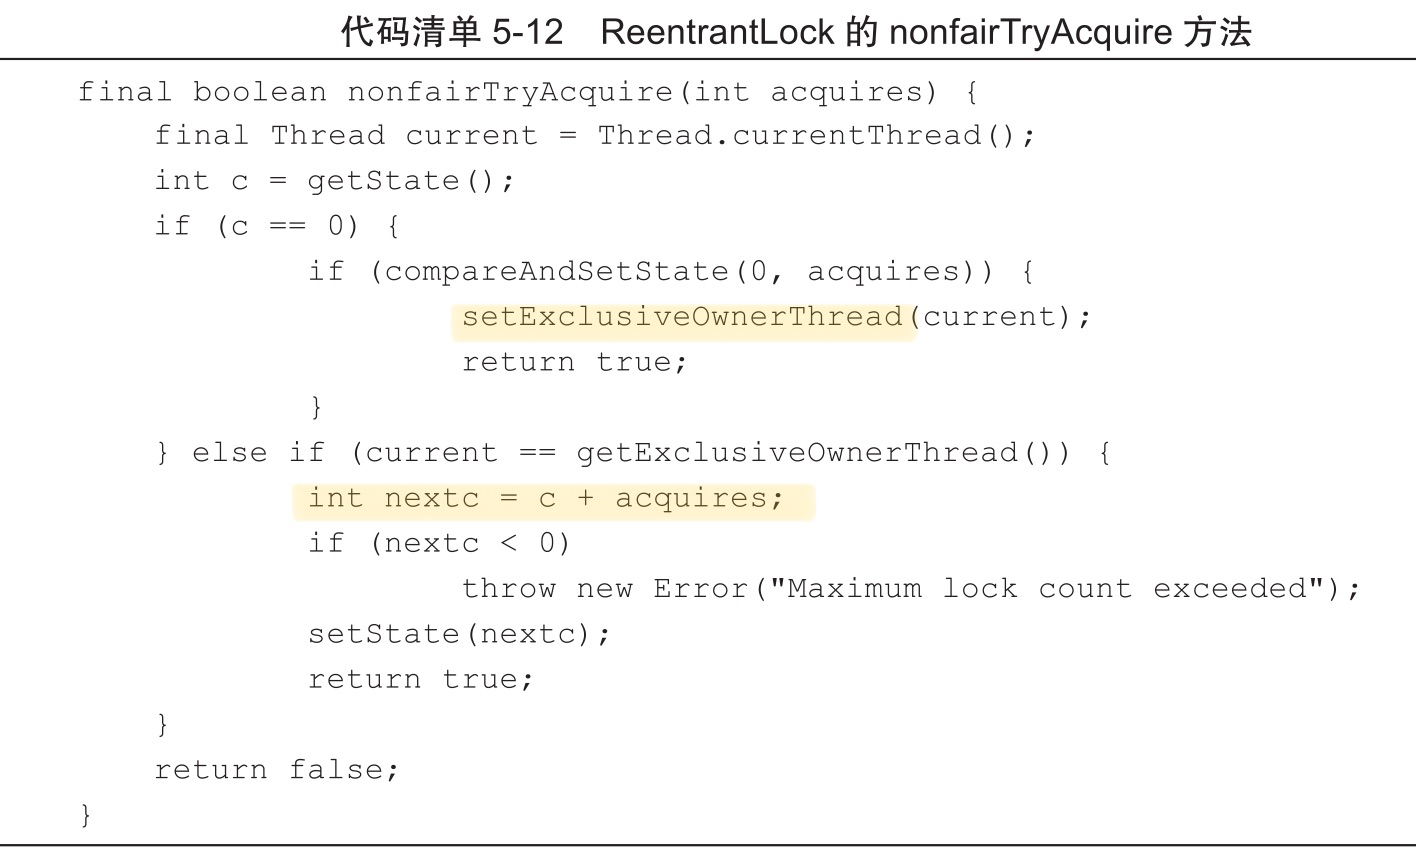 代码清单 5-12 ReentrantLock 的 nonfairTryAcquire 方法
final boolean nonfairTryAcquire(int acquires) {
    final Thread current = Thread.currentThread();
    int c = getState();
    if (c == 0) {
            if (compareAndSetState(0, acquires)) {
                    setExclusiveOwnerThread(current);
                    return true;
            }
    } else if (current == getExclusiveOwnerThread()) {
            int nextc = c + acquires;
            if (nextc < 0)
                    throw new Error("Maximum lock count exceeded");
            setState(nextc);
            return true;
    }
    return false;
}